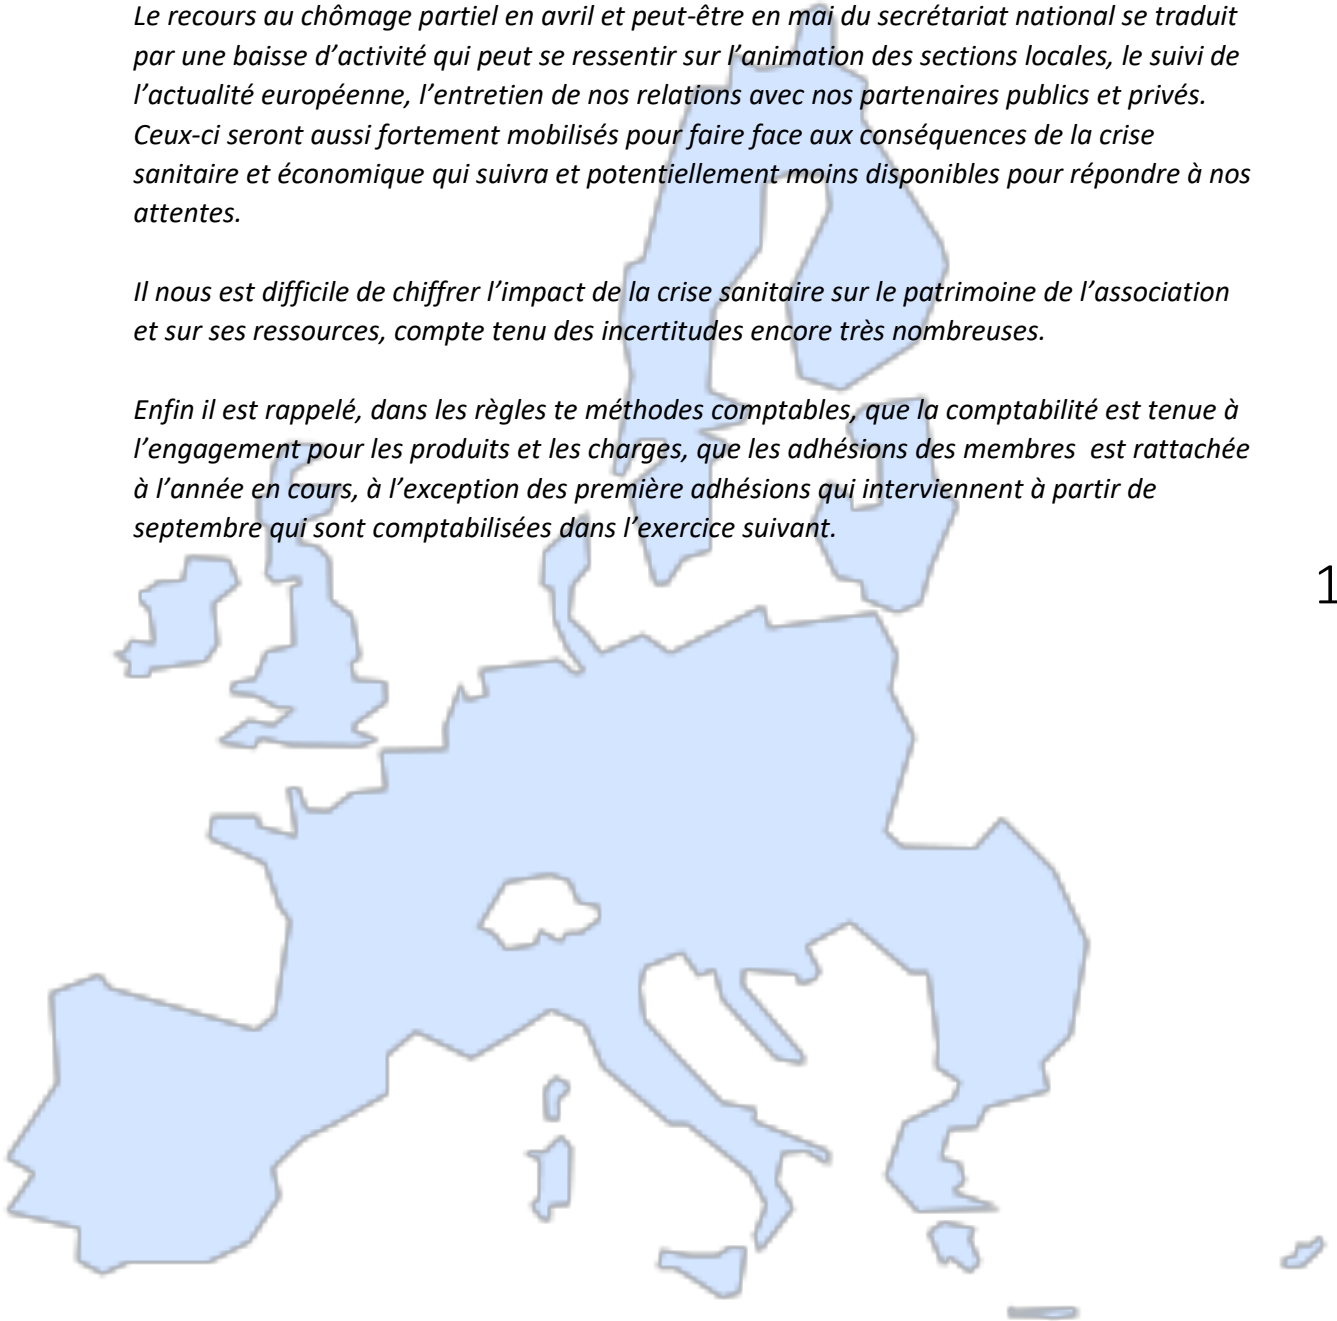 Le recours au chômage partiel en avril et peut-être en mai du secrétariat national se traduit
par une baisse d’activité qui peut se ressentir sur l’animation des sections locales, le suivi de
l’actualité européenne, l’entretien de nos relations avec nos partenaires publics et privés.
Ceux-ci seront aussi fortement mobilisés pour faire face aux conséquences de la crise
sanitaire et économique qui suivra et potentiellement moins disponibles pour répondre à nos
attentes.
Il nous est difficile de chiffrer l’impact de la crise sanitaire sur le patrimoine de l’association
et sur ses ressources, compte tenu des incertitudes encore très nombreuses.
Enfin il est rappelé, dans les règles te méthodes comptables, que la comptabilité est tenue à
l’engagement pour les produits et les charges, que les adhésions des membres  est rattachée
à l’année en cours, à l’exception des première adhésions qui interviennent à partir de
septembre qui sont comptabilisées dans l’exercice suivant.
1